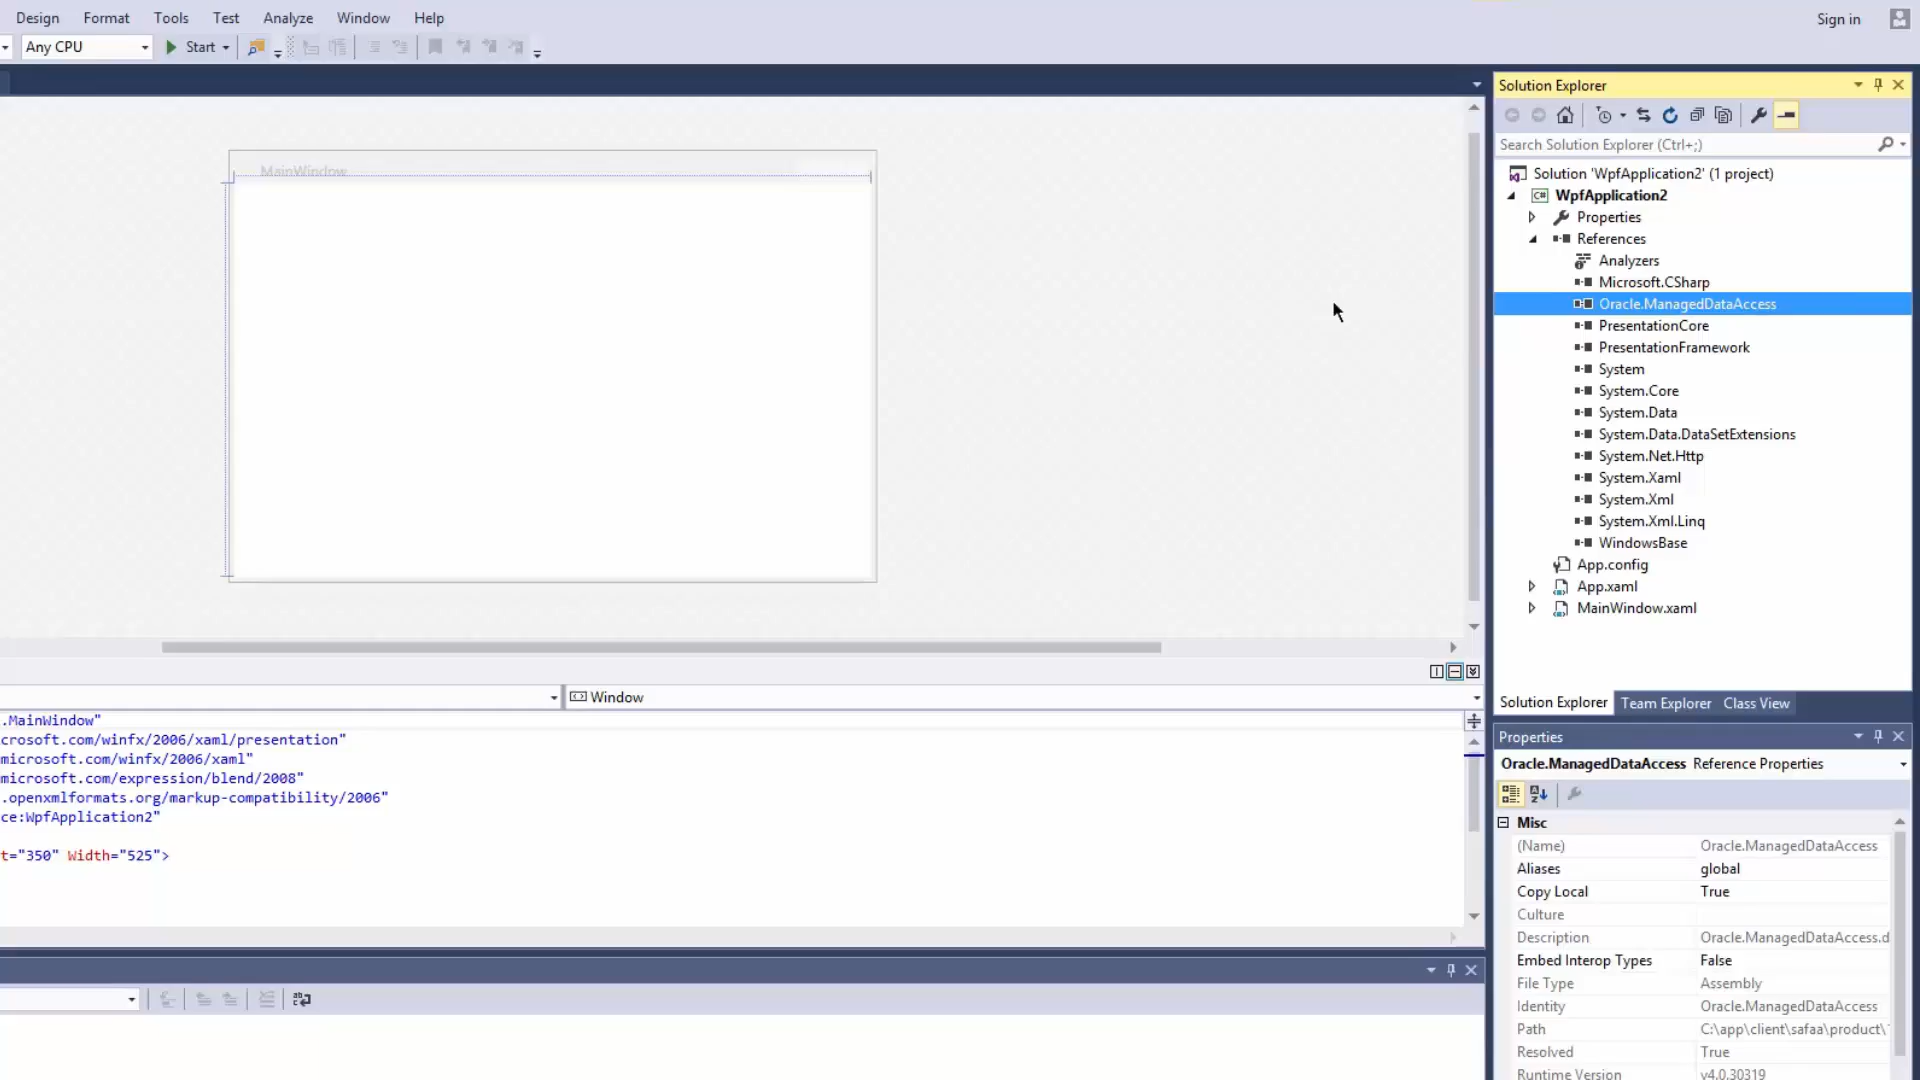 Design Format Tools Test Analyze Window Help Sign in
Any CPU Start
Solution Explorer
Search Solution Explorer (Ctrl+;)
MainWindow
Solution 'WpfApplication2' (1 project)
C# WpfApplication2
Properties
References
Analyzers
Microsoft.CSharp
Oracle.ManagedDataAccess
PresentationCore
PresentationFramework
System
System.Core
System.Data
System.Data.DataSetExtensions
System.Net.Http
System.Xaml
System.Xml
System.Xml.Linq
WindowsBase
App.config
App.xaml
MainWindow.xaml
Solution Explorer Team Explorer Class View
Window
.MainWindow"
crosoft.com/winfx/2006/xaml/presentation"
microsoft.com/winfx/2006/xaml"
microsoft.com/expression/blend/2008"
.openxmlformats.org/markup-compatibility/2006"
ce:WpfApplication2"
t="350" Width="525">
Properties
Oracle.ManagedDataAccess Reference Properties
Misc
(Name) Oracle.ManagedDataAccess
Aliases global
Copy Local True
Culture
Description Oracle.ManagedDataAccess.d
Embed Interop Types False
File Type Assembly
Identity Oracle.ManagedDataAccess
Path C:\app\client\safaa\product\
Resolved True
Runtime Version v4.0.30319